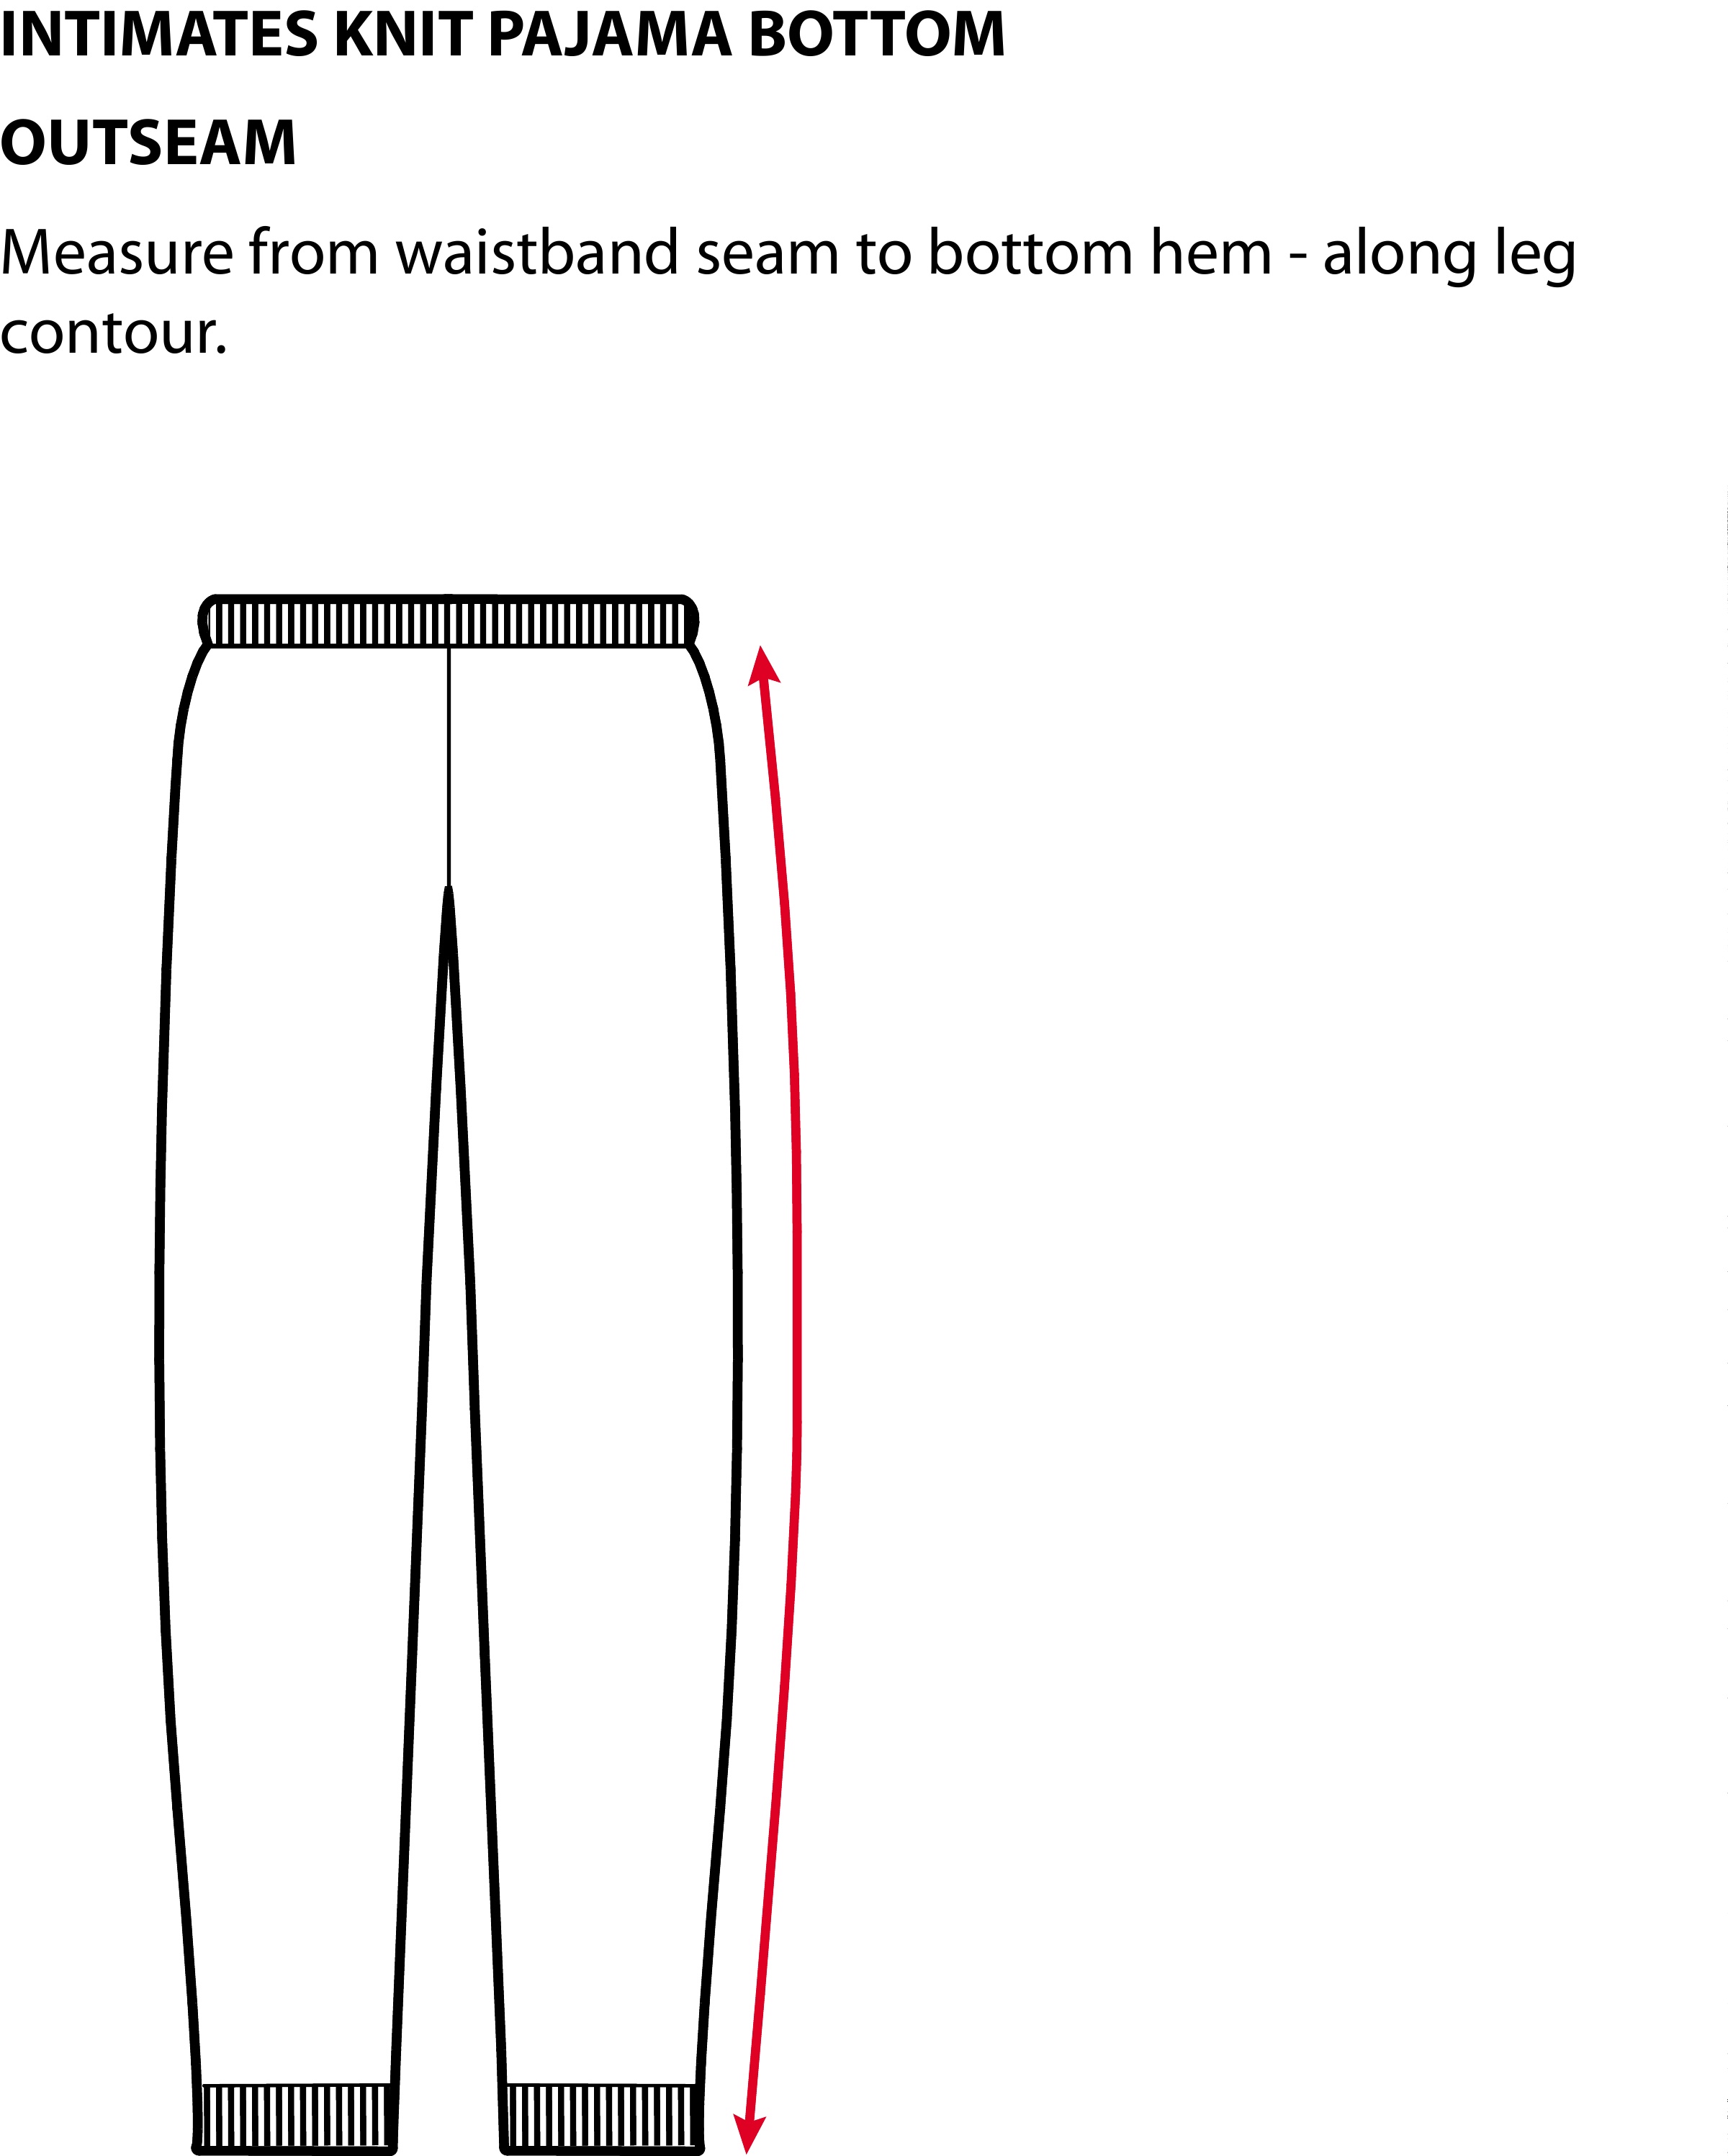 INTIMATES KNIT PAJAMA BOTTOM
OUTSEAM
Measure from waistband seam to bottom hem - along leg
contour.